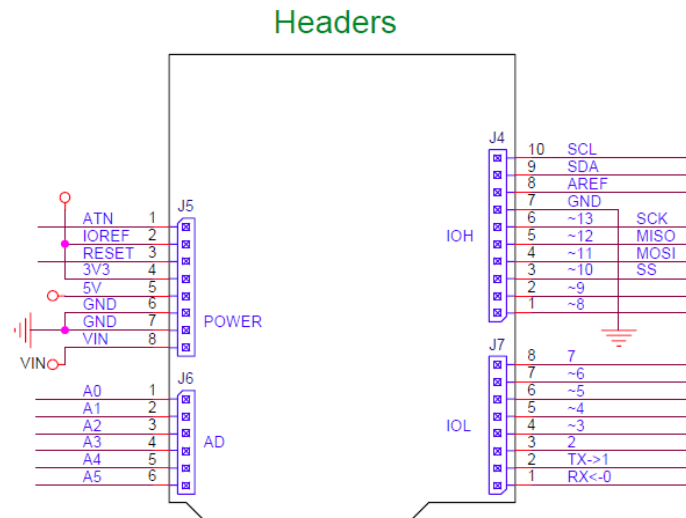 Headers
J5
ATN 1
IOREF 2
RESET 3
3V3 4
5V 5
GND 6
GND 7
VIN 8
POWER
VIN
J6
A0 1
A1 2
A2 3
A3 4
A4 5
A5 6
AD
J4
10 SCL
9 SDA
8 AREF
7 GND
6 ~13 SCK
5 ~12 MISO
4 ~11 MOSI
3 ~10 SS
2 ~9
1 ~8
IOH
J7
8 7
7 ~6
6 ~5
5 ~4
4 ~3
3 2
2 TX->1
1 RX<-0
IOL